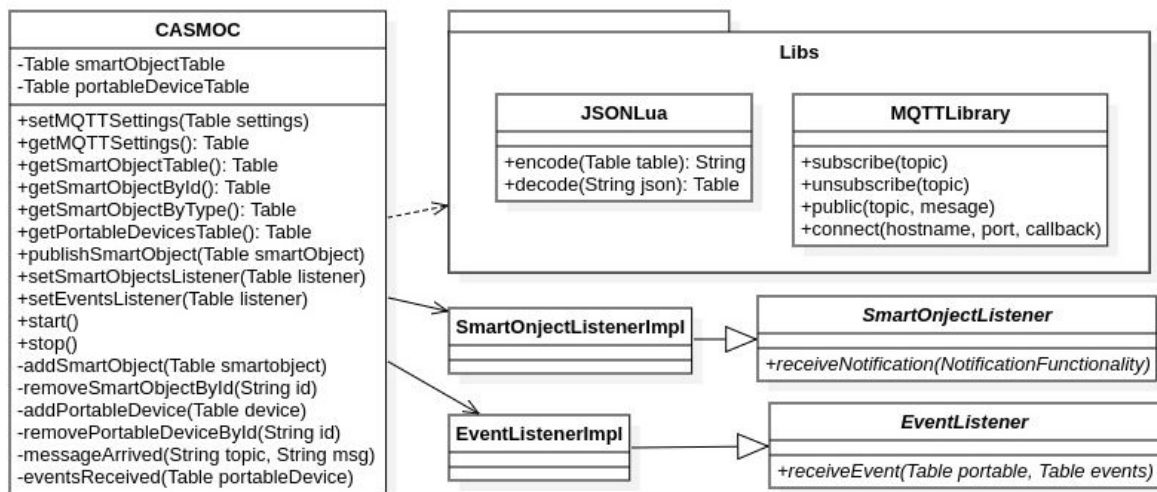 CASMOC
-Table smartObjectTable
-Table portableDeviceTable
+setMQTTSettings(Table settings)
+getMQTTSettings(): Table
+getSmartObjectTable(): Table
+getSmartObjectById(): Table
+getSmartObjectByType(): Table
+getPortableDevicesTable(): Table
+publishSmartObject(Table smartObject)
+setSmartObjectsListener(Table listener)
+setEventsListener(Table listener)
+start()
+stop()
-addSmartObject(Table smartobject)
-removeSmartObjectById(String id)
-addPortableDevice(Table device)
-removePortableDeviceById(String id)
-messageArrived(String topic, String msg)
-eventsReceived(Table portableDevice)
Libs
JSONLua
+encode(Table table): String
+decode(String json): Table
MQTTLibrary
+subscribe(topic)
+unsubscribe(topic)
+public(topic, mesage)
+connect(hostname, port, callback)
SmartOnjectListenerImpl
SmartOnjectListener
+receiveNotification(NotificationFunctionality)
EventListenerImpl
EventListener
+receiveEvent(Table portable, Table events)